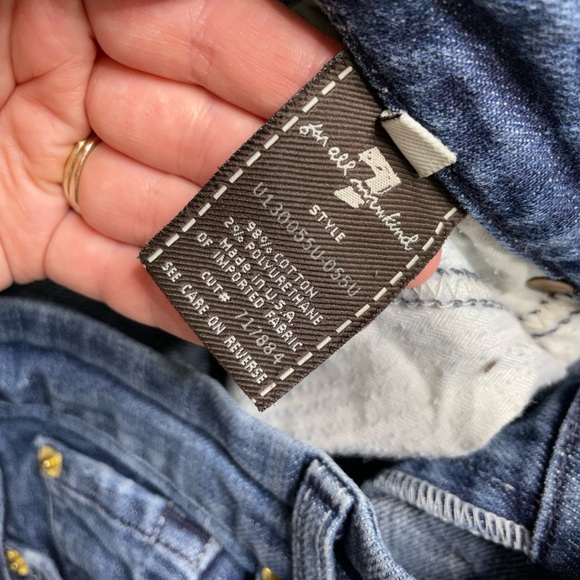 for all mankind
7
STYLE
U130055U-055U
98% COTTON
2% POLYURETHANE
Made in U.S.A
OF IMPORTED FABRIC
CUT# 717884
SEE CARE ON REVERSE